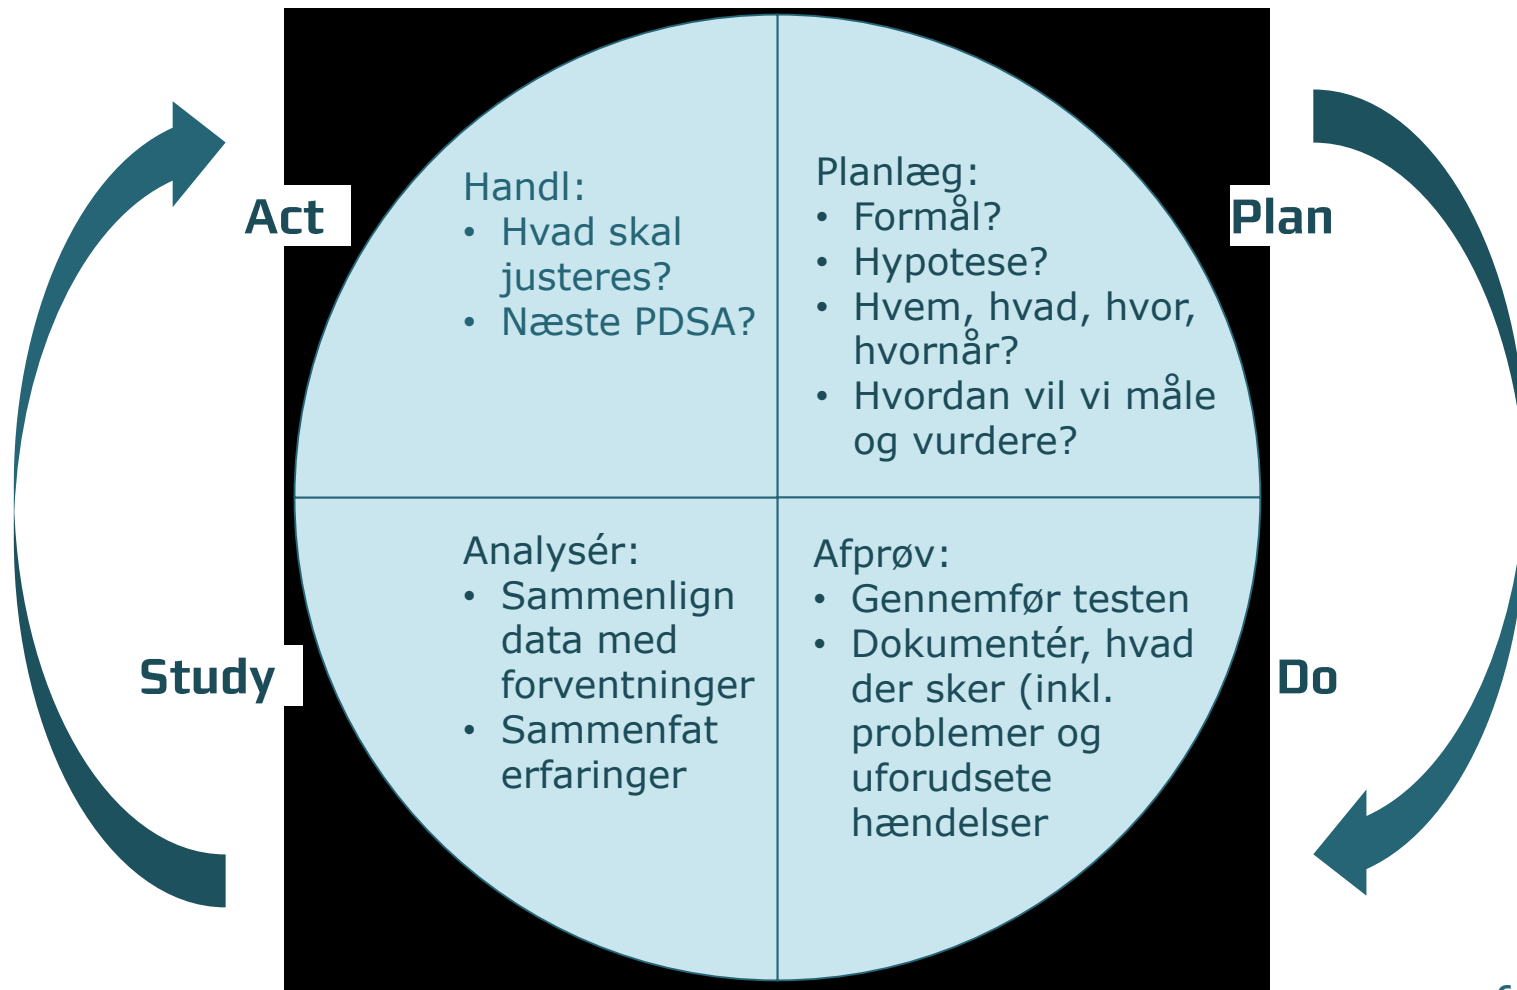 Act
Handl:
• Hvad skal
justeres?
• Næste PDSA?
Plan
Planlæg:
• Formål?
• Hypotese?
• Hvem, hvad, hvor,
hvornår?
• Hvordan vil vi måle
og vurdere?
Study
Analysér:
• Sammenlign
data med
forventninger
• Sammenfat
erfaringer
Do
Afprøv:
• Gennemfør testen
• Dokumentér, hvad
der sker (inkl.
problemer og
uforudsete
hændelser